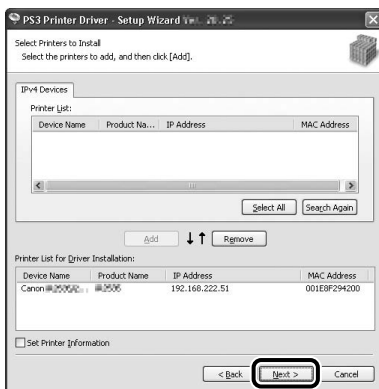 PS3 Printer Driver - Setup Wizard
Select Printers to Install
Select the printers to add, and then click [Add].
IPv4 Devices
Printer List:
Device Name Product Na... IP Address MAC Address
Select All Search Again
Add Remove
Printer List for Driver Installation:
Device Name Product Name IP Address MAC Address
Canon 192.168.222.51 001E8F294200
Set Printer Information
< Back Next > Cancel